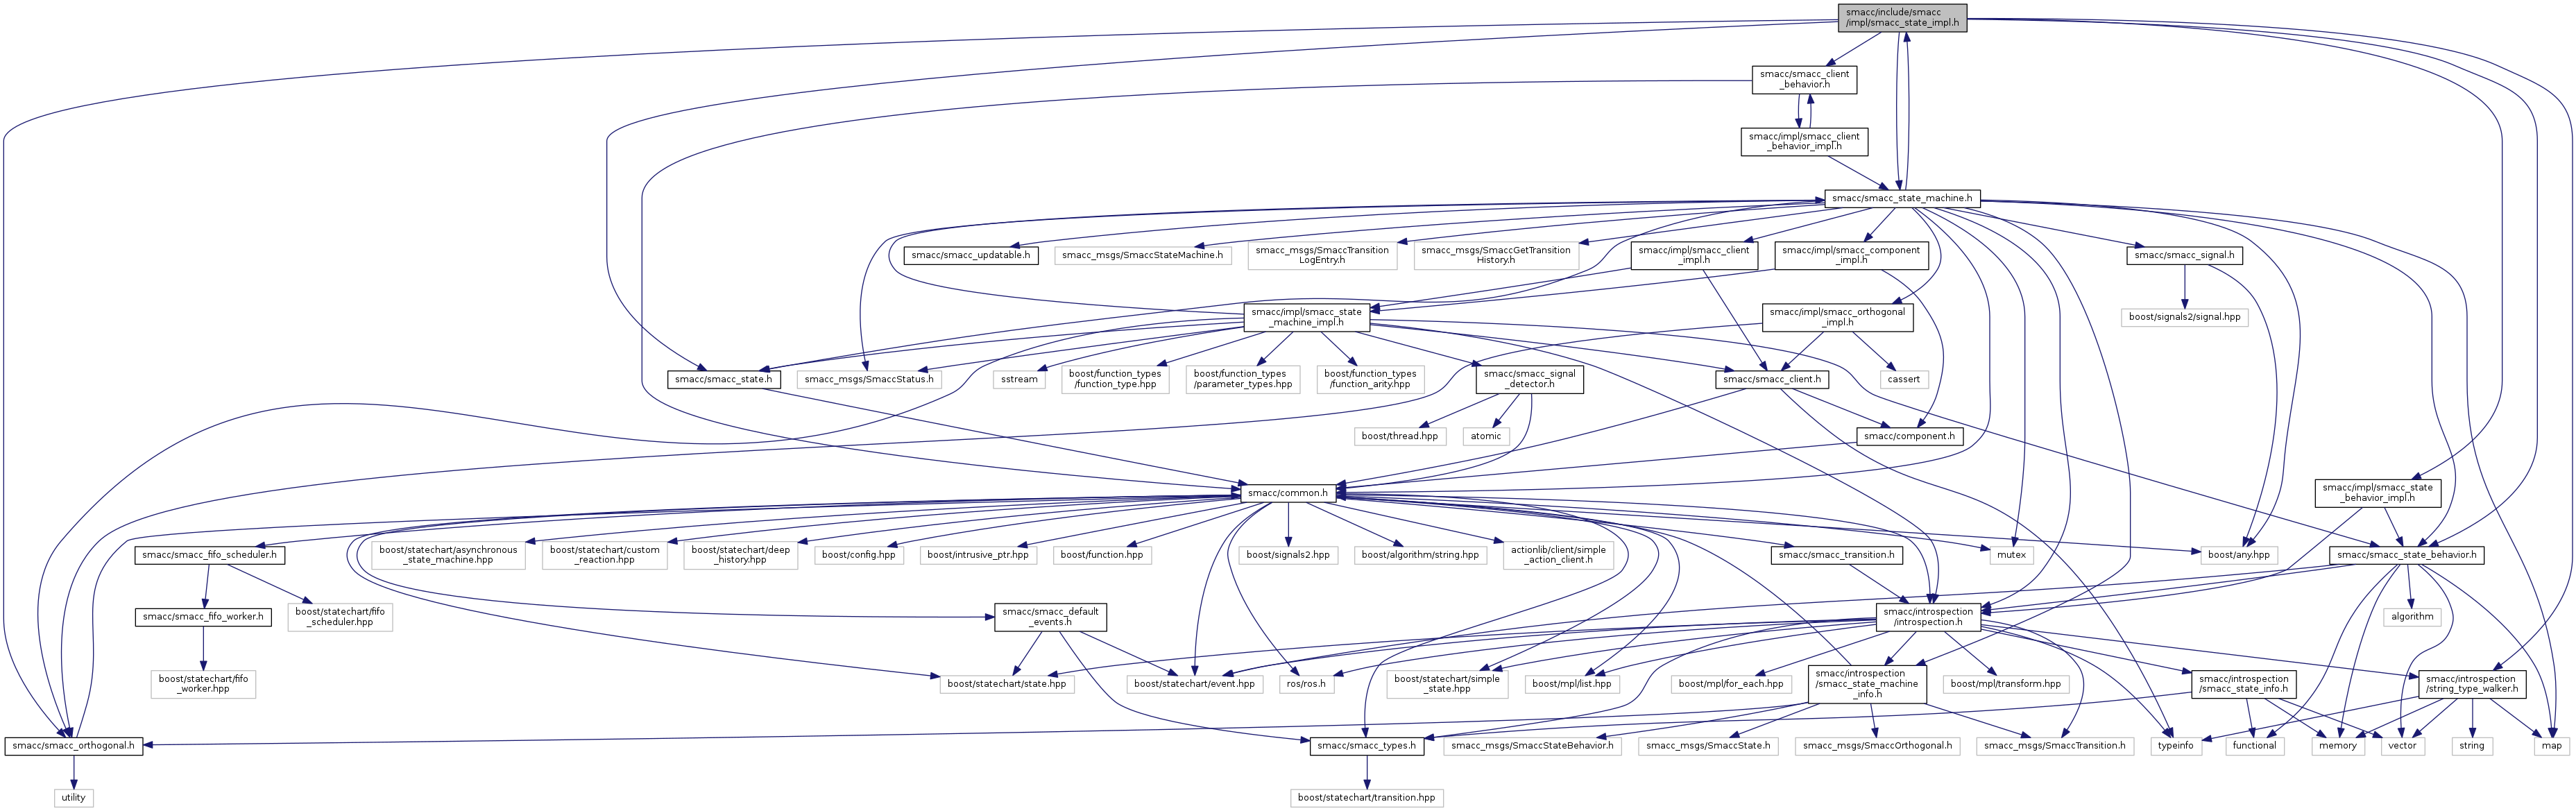 smacc/include/smacc
/impl/smacc_state_impl.h
smacc/smacc_client
_behavior.h
smacc/impl/smacc_client
_behavior_impl.h
smacc/smacc_state_machine.h
smacc/smacc_updatable.h
smacc_msgs/SmaccStateMachine.h
smacc_msgs/SmaccTransition
LogEntry.h
smacc_msgs/SmaccGetTransition
History.h
smacc/impl/smacc_client
_impl.h
smacc/impl/smacc_component
_impl.h
smacc/smacc_signal.h
smacc/impl/smacc_state
_machine_impl.h
smacc/impl/smacc_orthogonal
_impl.h
boost/signals2/signal.hpp
smacc/smacc_state.h
smacc_msgs/SmaccStatus.h
sstream
boost/function_types
/function_type.hpp
boost/function_types
/parameter_types.hpp
boost/function_types
/function_arity.hpp
smacc/smacc_signal
_detector.h
smacc/smacc_client.h
cassert
boost/thread.hpp
atomic
smacc/component.h
smacc/common.h
smacc/impl/smacc_state
_behavior_impl.h
smacc/smacc_fifo_scheduler.h
boost/statechart/asynchronous
_state_machine.hpp
boost/statechart/custom
_reaction.hpp
boost/statechart/deep
_history.hpp
boost/config.hpp
boost/intrusive_ptr.hpp
boost/function.hpp
boost/signals2.hpp
boost/algorithm/string.hpp
actionlib/client/simple
_action_client.h
smacc/smacc_transition.h
mutex
boost/any.hpp
smacc/smacc_state_behavior.h
smacc/smacc_fifo_worker.h
boost/statechart/fifo
_scheduler.hpp
smacc/smacc_default
_events.h
smacc/introspection
/introspection.h
algorithm
boost/statechart/fifo
_worker.hpp
boost/statechart/state.hpp
boost/statechart/event.hpp
ros/ros.h
boost/statechart/simple
_state.hpp
boost/mpl/list.hpp
boost/mpl/for_each.hpp
smacc/introspection
/smacc_state_machine
_info.h
boost/mpl/transform.hpp
smacc/introspection
/smacc_state_info.h
smacc/introspection
/string_type_walker.h
smacc/smacc_orthogonal.h
smacc/smacc_types.h
smacc_msgs/SmaccStateBehavior.h
smacc_msgs/SmaccState.h
smacc_msgs/SmaccOrthogonal.h
smacc_msgs/SmaccTransition.h
typeinfo
functional
memory
vector
string
map
utility
boost/statechart/transition.hpp